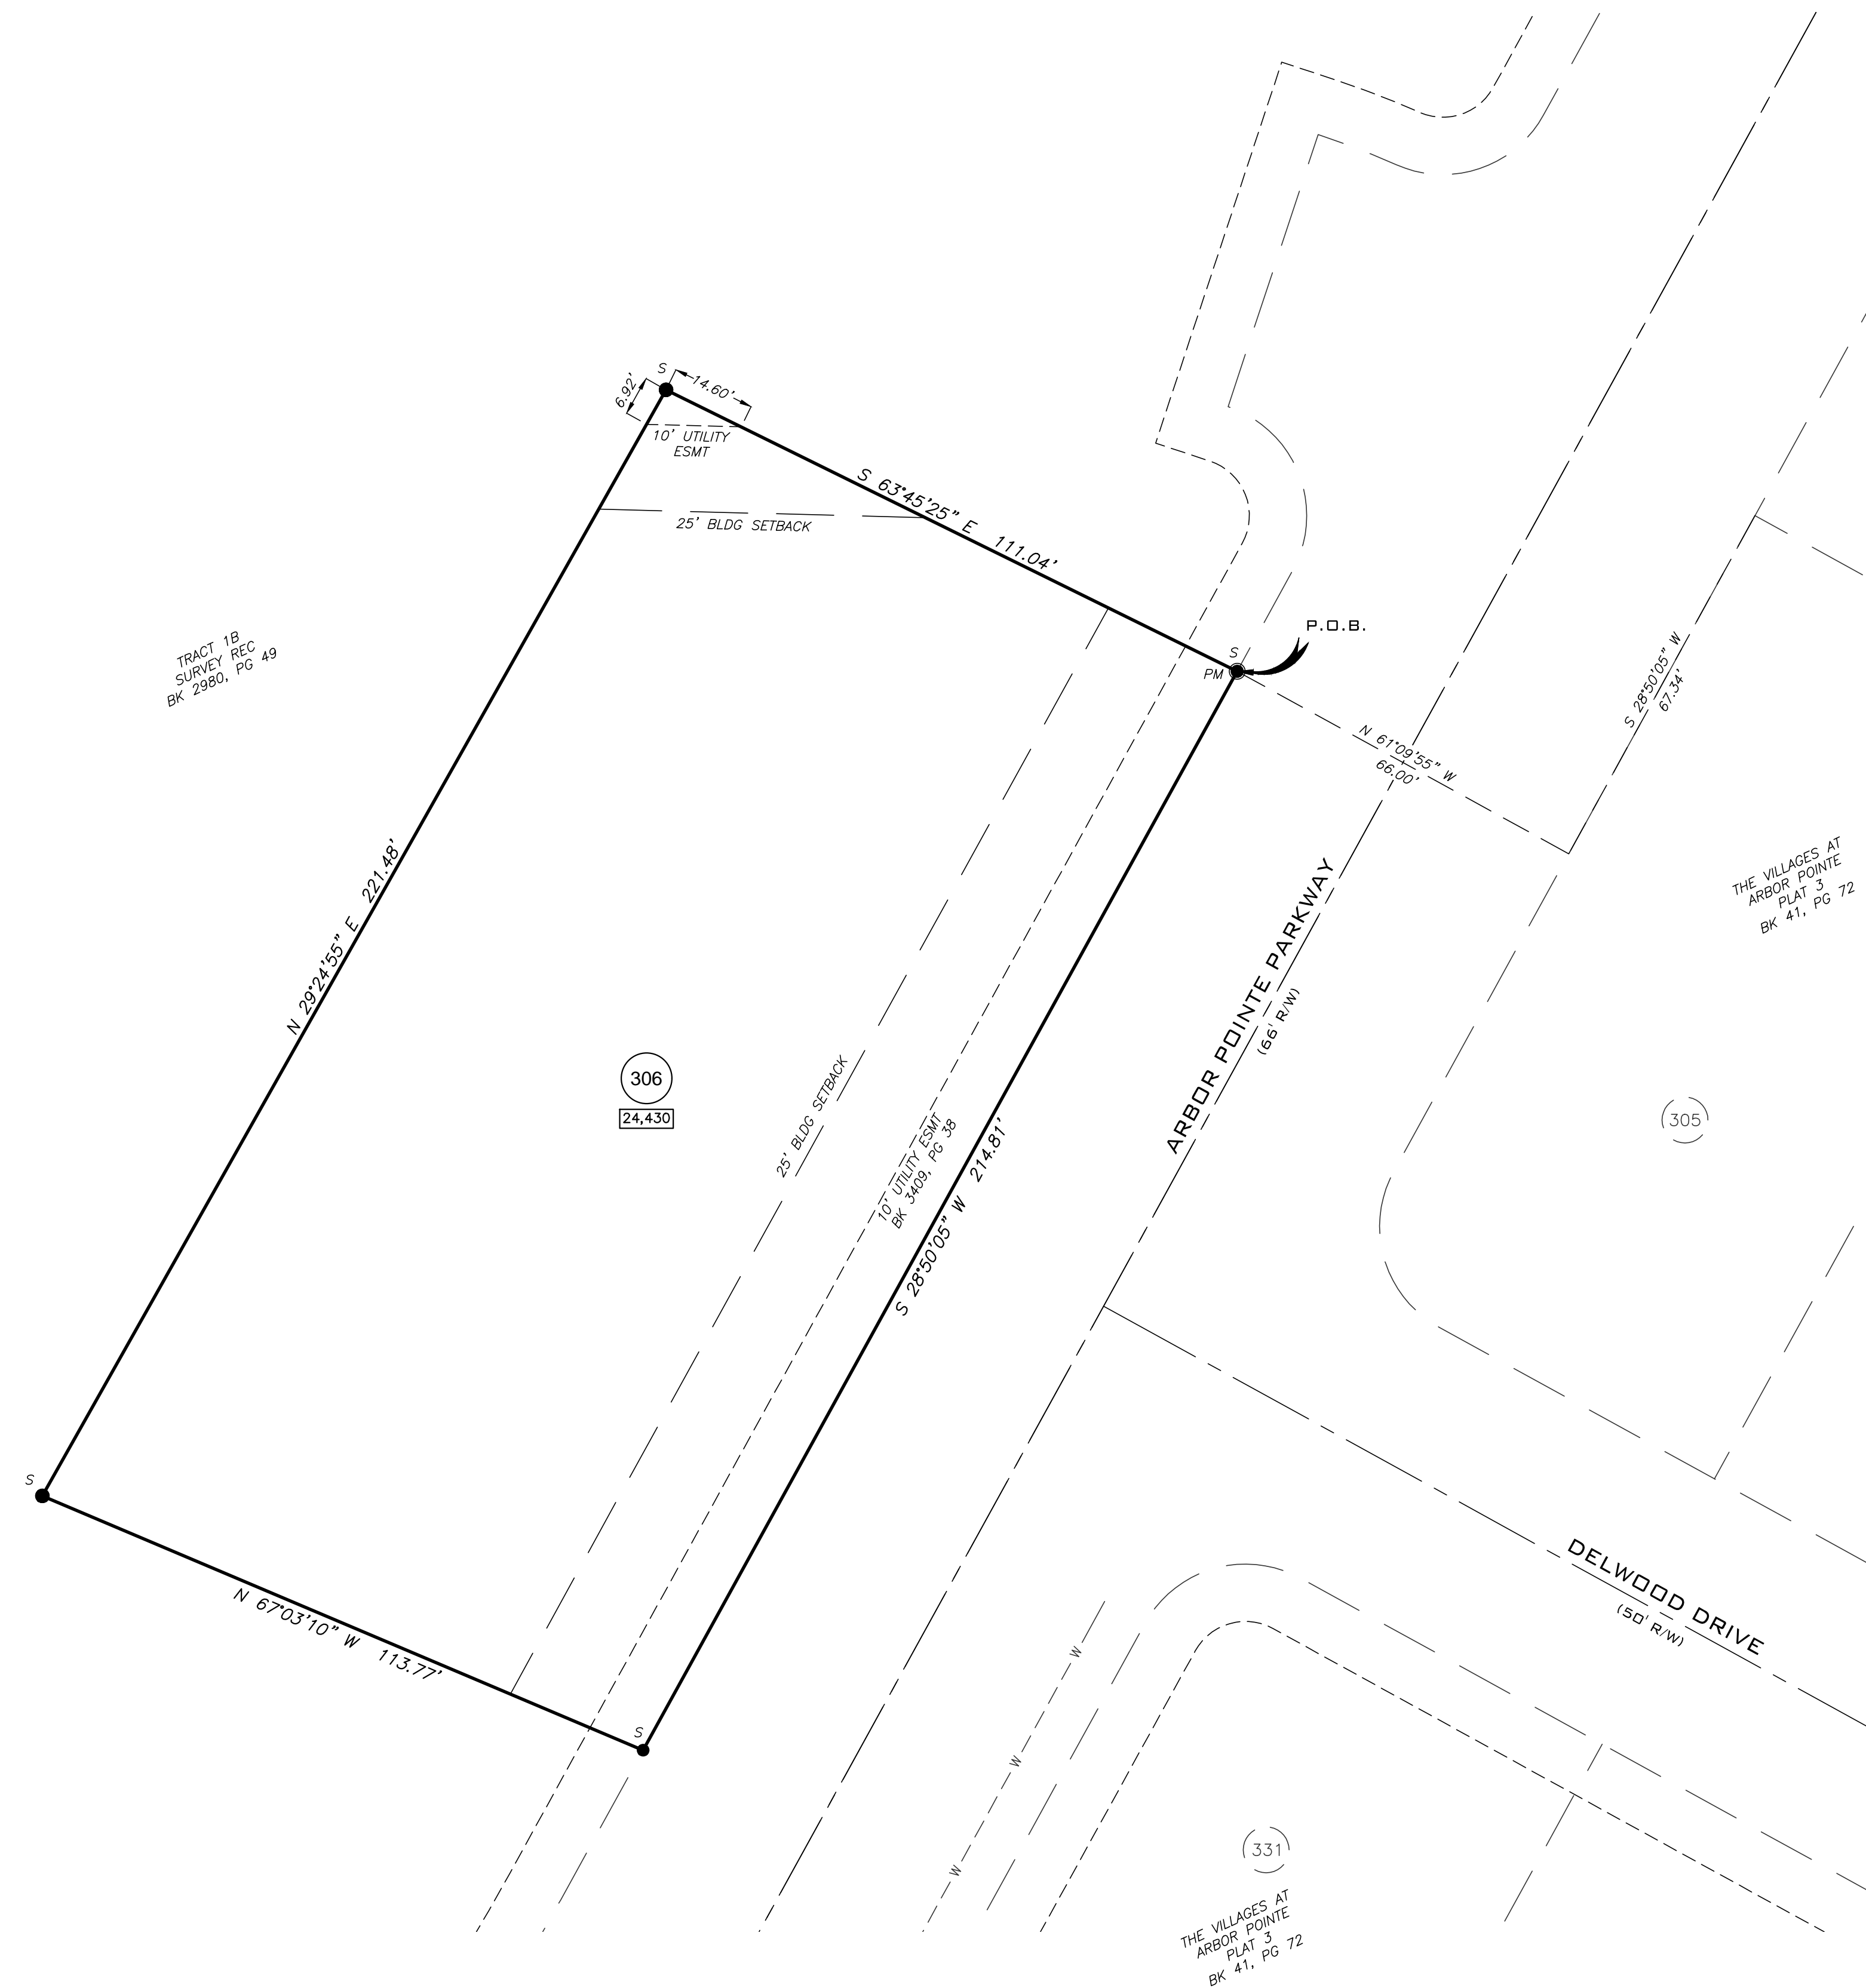 S
6.92'
14.60'
10' UTILITY
ESMT
S 63°45'25" E 111.04'
25' BLDG SETBACK
P.O.B.
S
PM
TRACT 1B
SURVEY REC
BK 2980, PG 49
S 28°50'05" W
67.34'
N 61°09'55" W
66.00'
N 29°24'55" E 221.48'
THE VILLAGES AT
ARBOR POINTE
PLAT 3
BK 41, PG 72
ARBOR POINTE PARKWAY
(66' R/W)
306
24,430
25' BLDG SETBACK
10' UTILITY ESMT
BK 3409, PG 38
S 28°50'05" W 214.81'
305
S
N 67°03'10" W 113.77'
S
DELWOOD DRIVE
(50' R/W)
W
W
W
331
THE VILLAGES AT
ARBOR POINTE
PLAT 3
BK 41, PG 72